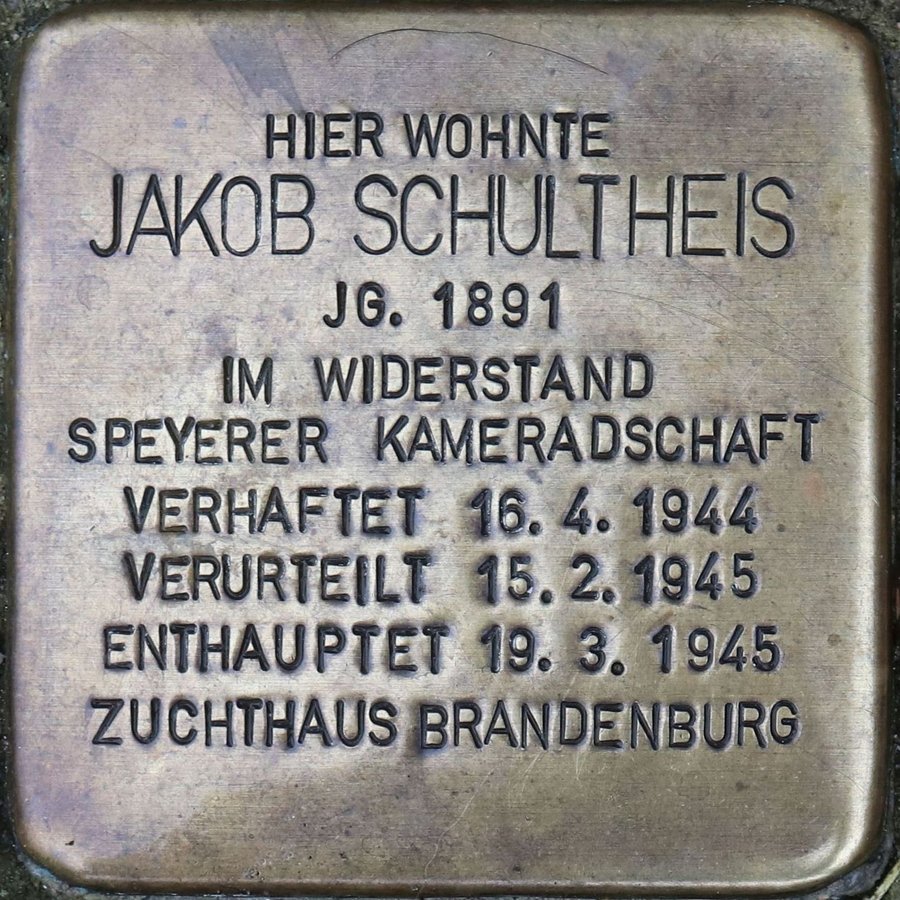 HIER WOHNTE
JAKOB SCHULTHEIS
JG. 1891
IM WIDERSTAND
SPEYERER KAMERADSCHAFT
VERHAFTET 16. 4. 1944
VERURTEILT 15. 2. 1945
ENTHAUPTET 19. 3. 1945
ZUCHTHAUS BRANDENBURG